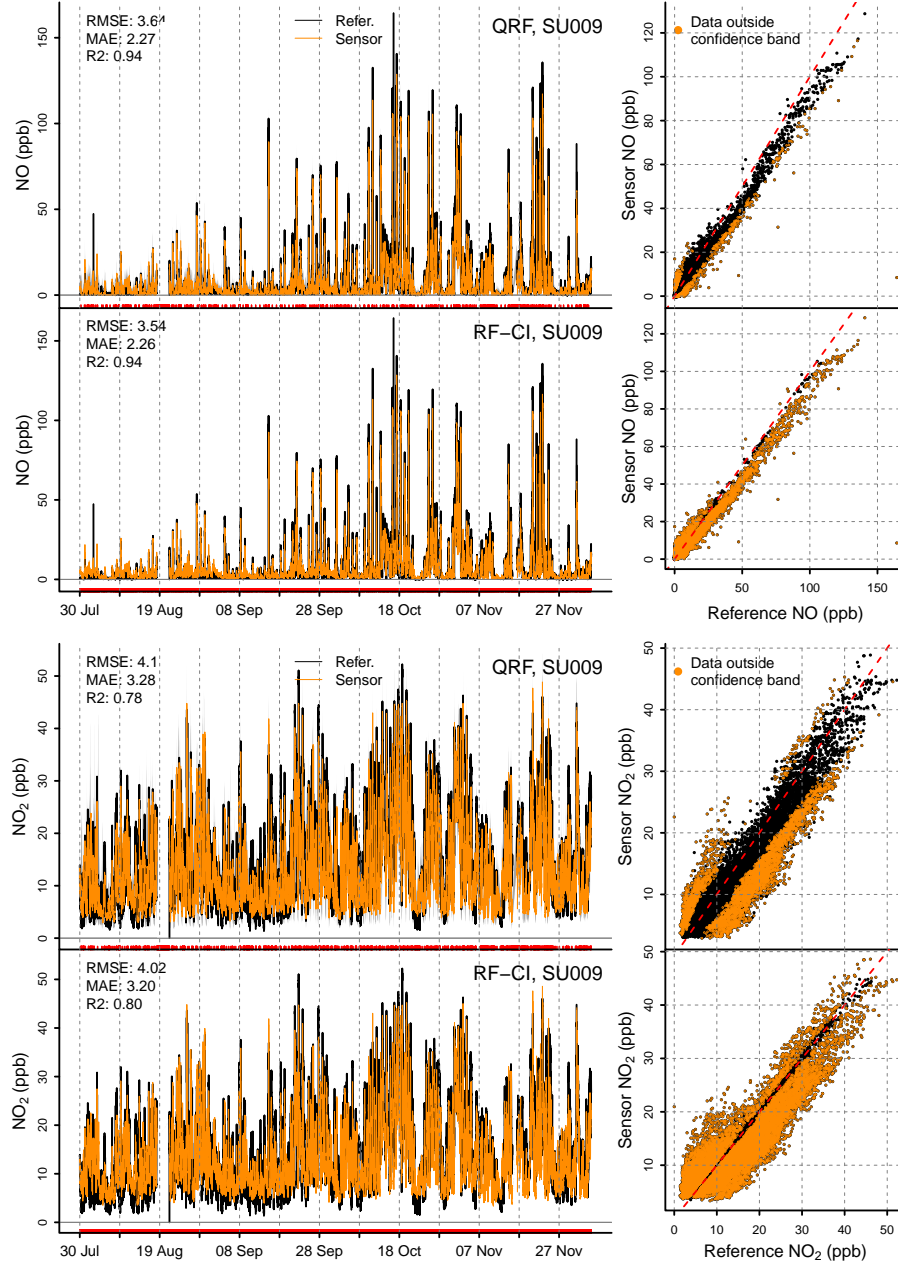 RMSE: 3.64
MAE: 2.27
R2: 0.94
Refer.
Sensor
QRF, SU009
NO (ppb)
150
100
50
0
Data outside
confidence band
Sensor NO (ppb)
120
100
80
60
40
20
0
RMSE: 3.54
MAE: 2.26
R2: 0.94
RF−CI, SU009
NO (ppb)
150
100
50
0
30 Jul
19 Aug
08 Sep
28 Sep
18 Oct
07 Nov
27 Nov
Sensor NO (ppb)
120
100
80
60
40
20
0
0
50
100
150
Reference NO (ppb)
RMSE: 4.1
MAE: 3.28
R2: 0.78
Refer.
Sensor
QRF, SU009
NO₂ (ppb)
50
40
30
20
10
0
Data outside
confidence band
Sensor NO₂ (ppb)
50
40
30
20
10
RMSE: 4.02
MAE: 3.20
R2: 0.80
RF−CI, SU009
NO₂ (ppb)
50
40
30
20
10
0
30 Jul
19 Aug
08 Sep
28 Sep
18 Oct
07 Nov
27 Nov
Sensor NO₂ (ppb)
50
40
30
20
10
0
10
20
30
40
50
Reference NO₂ (ppb)